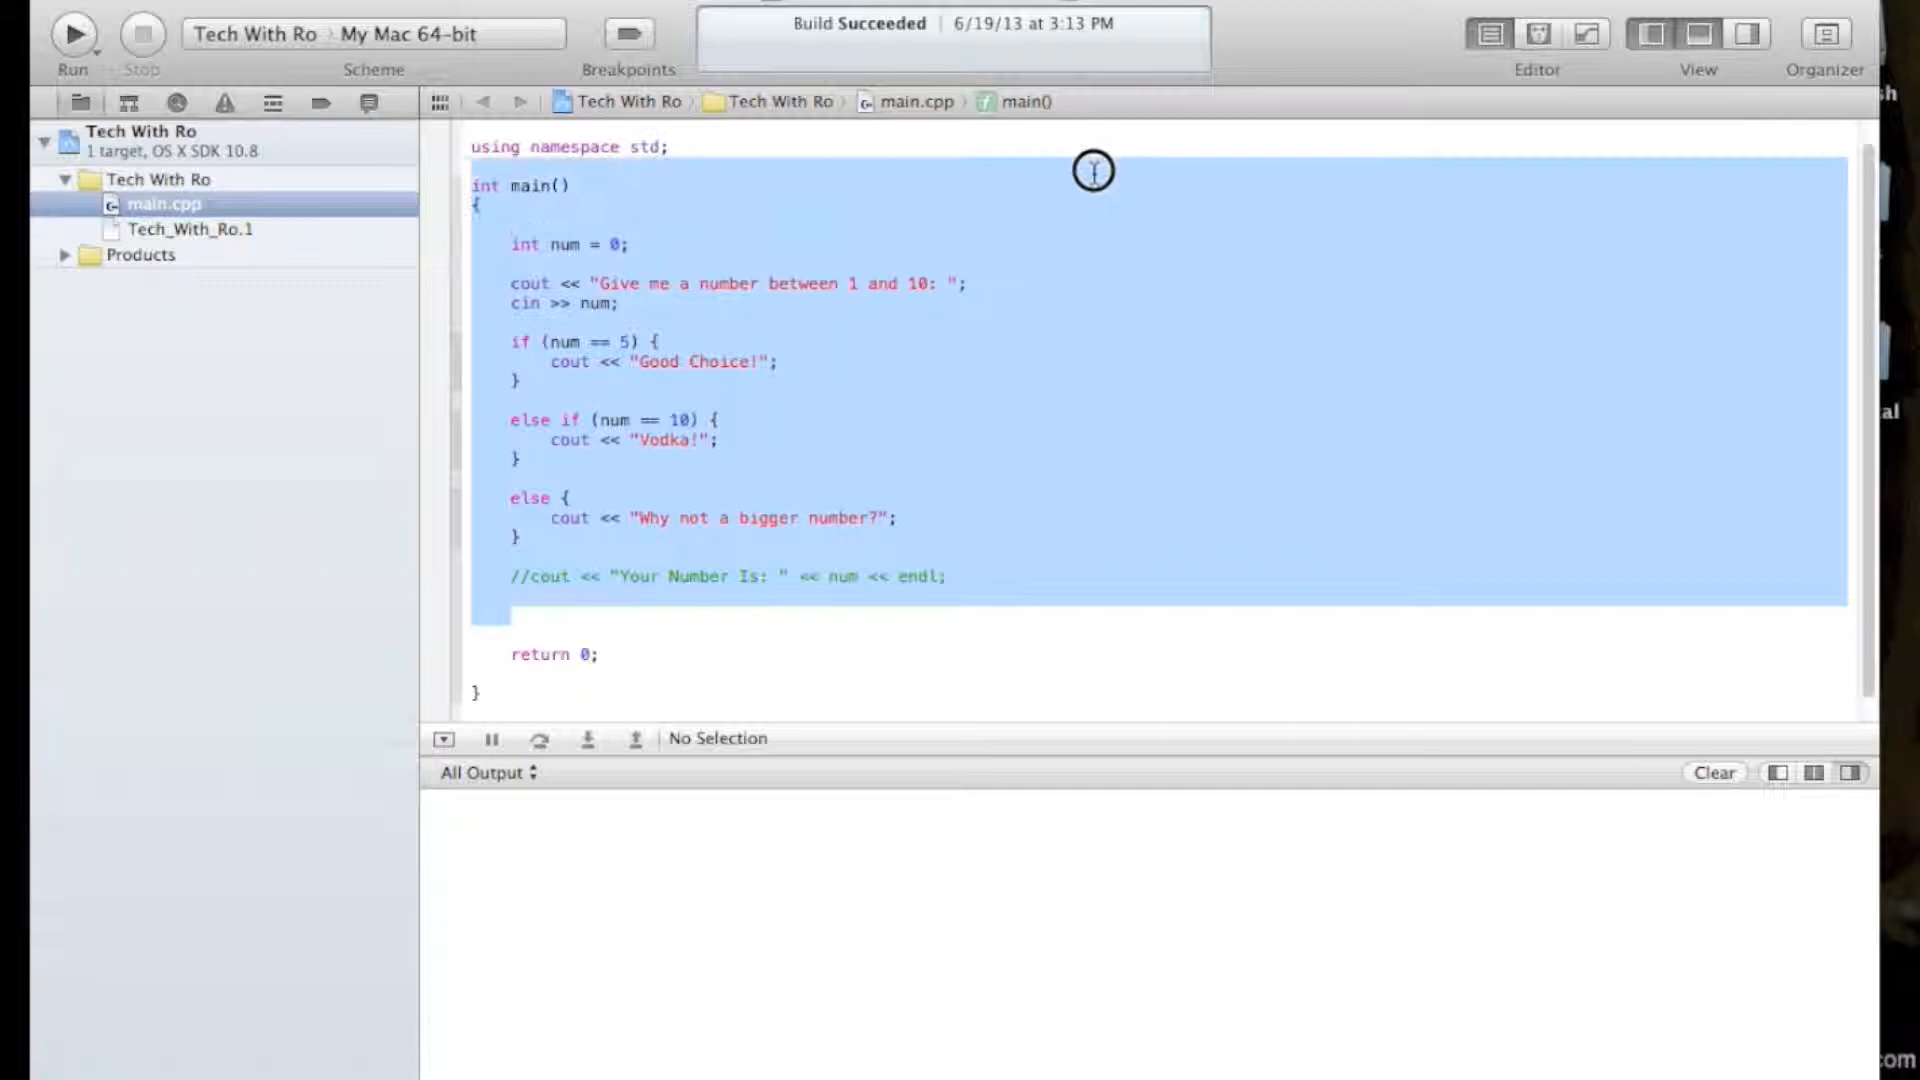 Build Succeeded | 6/19/13 at 3:13 PM
Tech With Ro My Mac 64-bit
Run Stop Scheme Breakpoints Editor View Organizer
Tech With Ro Tech With Ro main.cpp main()
Tech With Ro
1 target, OS X SDK 10.8
Tech With Ro
main.cpp
Tech_With_Ro.1
Products
using namespace std;
int main()
{
int num = 0;
cout << "Give me a number between 1 and 10: ";
cin >> num;
if (num == 5) {
cout << "Good Choice!";
}
else if (num == 10) {
cout << "Vodka!";
}
else {
cout << "Why not a bigger number?";
}
//cout << "Your Number Is: " << num << endl;
return 0;
}
No Selection
All Output Clear